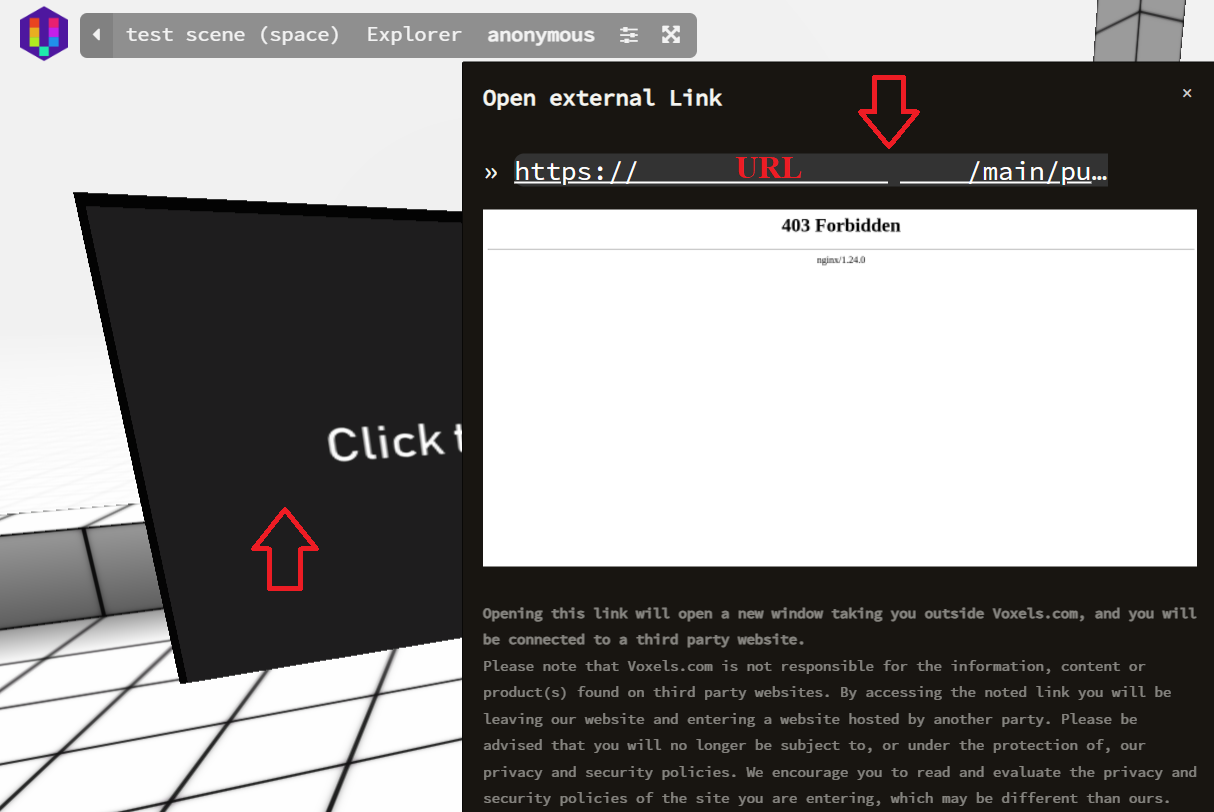 test scene (space) Explorer anonymous
Open external Link
×
» https:// URL /main/pu…
403 Forbidden
nginx/1.24.0
Click
Opening this link will open a new window taking you outside Voxels.com, and you will
be connected to a third party website.
Please note that Voxels.com is not responsible for the information, content or
product(s) found on third party websites. By accessing the noted link you will be
leaving our website and entering a website hosted by another party. Please be
advised that you will no longer be subject to, or under the protection of, our
privacy and security policies. We encourage you to read and evaluate the privacy and
security policies of the site you are entering, which may be different than ours.